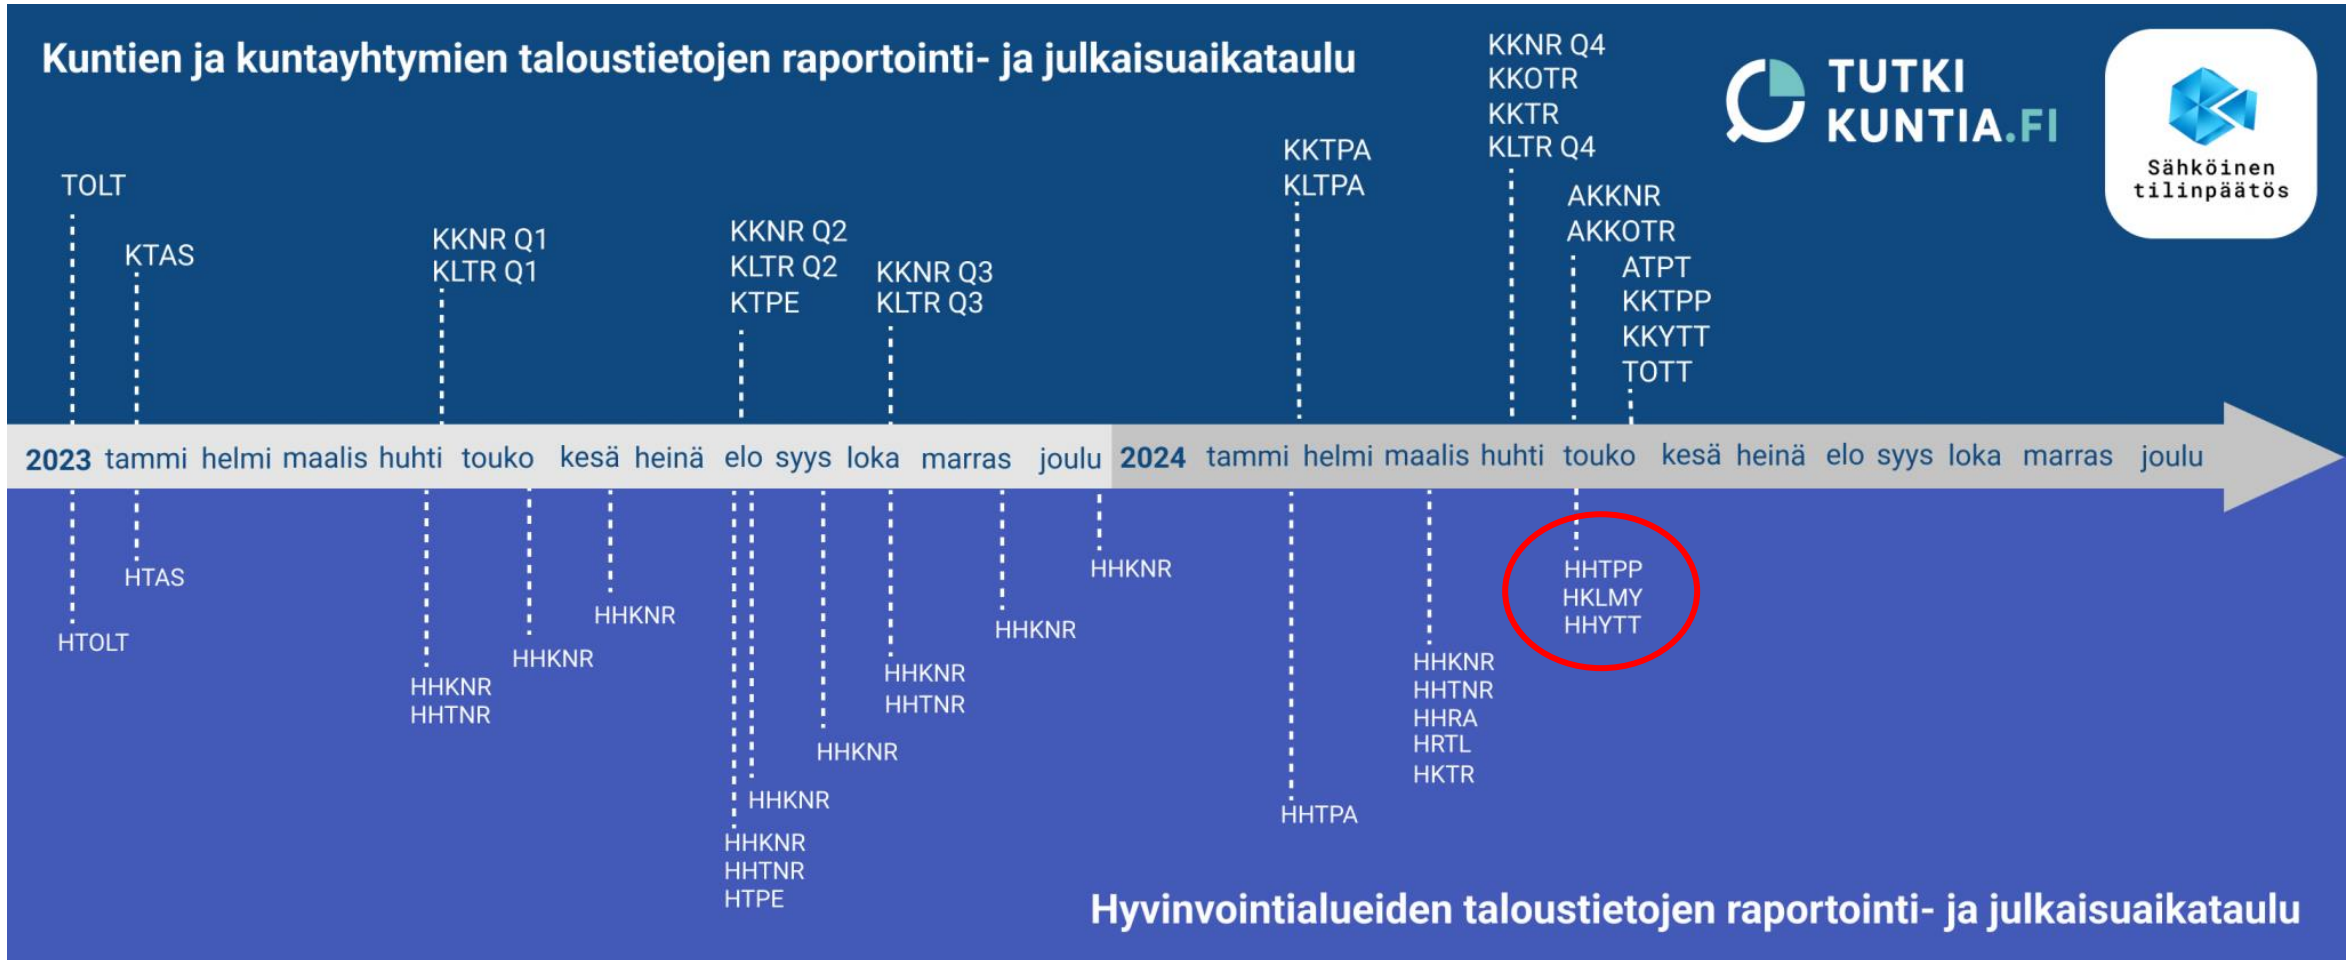 Kuntien ja kuntayhtymien taloustietojen raportointi- ja julkaisuaikataulu
TUTKI
KUNTIA.FI
Sähköinen
tilinpäätös
TOLT
KTAS
KKNR Q1
KLTR Q1
KKNR Q2
KLTR Q2
KTPE
KKNR Q3
KLTR Q3
KKTPA
KLTPA
KKNR Q4
KKOTR
KKTR
KLTR Q4
AKKNR
AKKOTR
ATPT
KKTPP
KKYTT
TOTT
2023 tammi helmi maalis huhti touko kesä heinä elo syys loka marras joulu 2024 tammi helmi maalis huhti touko kesä heinä elo syys loka marras joulu
HTOLT
HTAS
HHKNR
HHTNR
HHKNR
HHKNR
HHKNR
HHTNR
HTPE
HHKNR
HHKNR
HHKNR
HHTNR
HHKNR
HHKNR
HHTPA
HHKNR
HHTNR
HHRA
HRTL
HKTR
HHTPP
HKLMY
HHYTT
Hyvinvointialueiden taloustietojen raportointi- ja julkaisuaikataulu